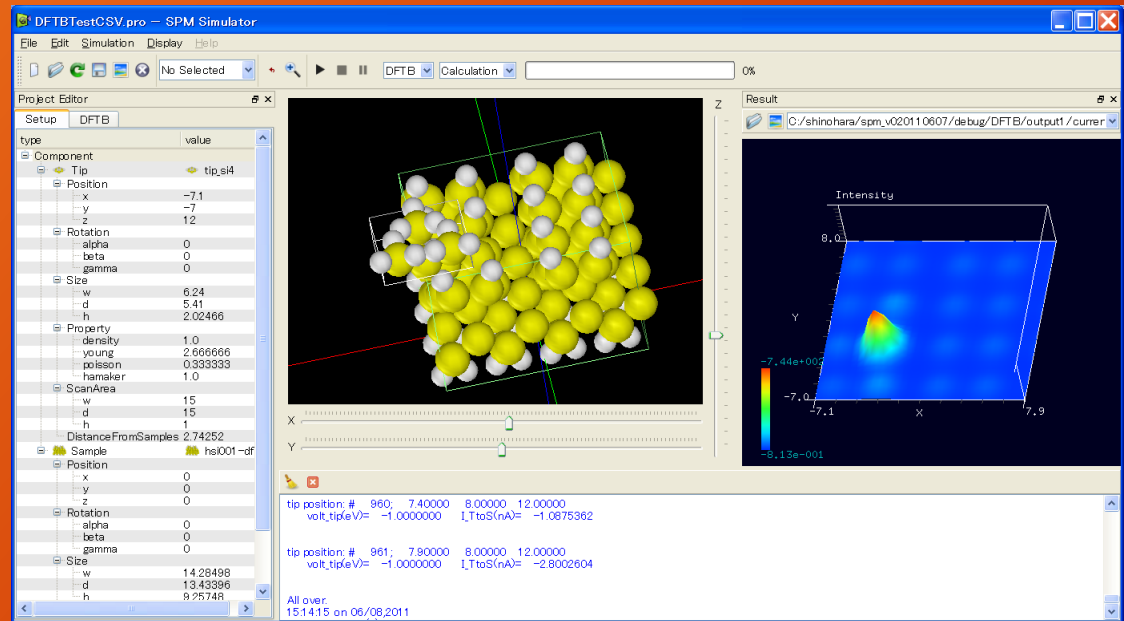 DFTBTestCSV.pro — SPM Simulator
File Edit Simulation Display Help
No Selected DFTB Calculation 0%
Project Editor
Setup DFTB
type value
Component
Tip tip_si4
Position
x -7.1
y -7
z 12
Rotation
alpha 0
beta 0
gamma 0
Size
w 6.24
d 5.41
h 2.02466
Property
density 1.0
young 2.666666
poisson 0.333333
hamaker 1.0
ScanArea
w 15
d 15
h 1
DistanceFromSamples 2.74252
Sample hsi001-df
Position
x 0
y 0
z 0
Rotation
alpha 0
beta 0
gamma 0
Size
w 14.28498
d 13.43396
h 9.25748
Z
X
Y
Result
C:/shinohara/spm_v020110607/debug/DFTB/output1/curren
Intensity
8.0
Y
-7.44e+002
-7.0
-7.1 X 7.9
-8.13e-001
tip position: # 960; 7.40000 8.00000 12.00000
volt_tip(eV)= -1.0000000 I_TtoS(nA)= -1.0875362
tip position: # 961; 7.90000 8.00000 12.00000
volt_tip(eV)= -1.0000000 I_TtoS(nA)= -2.8002604
All over.
15:14:15 on 06/08,2011